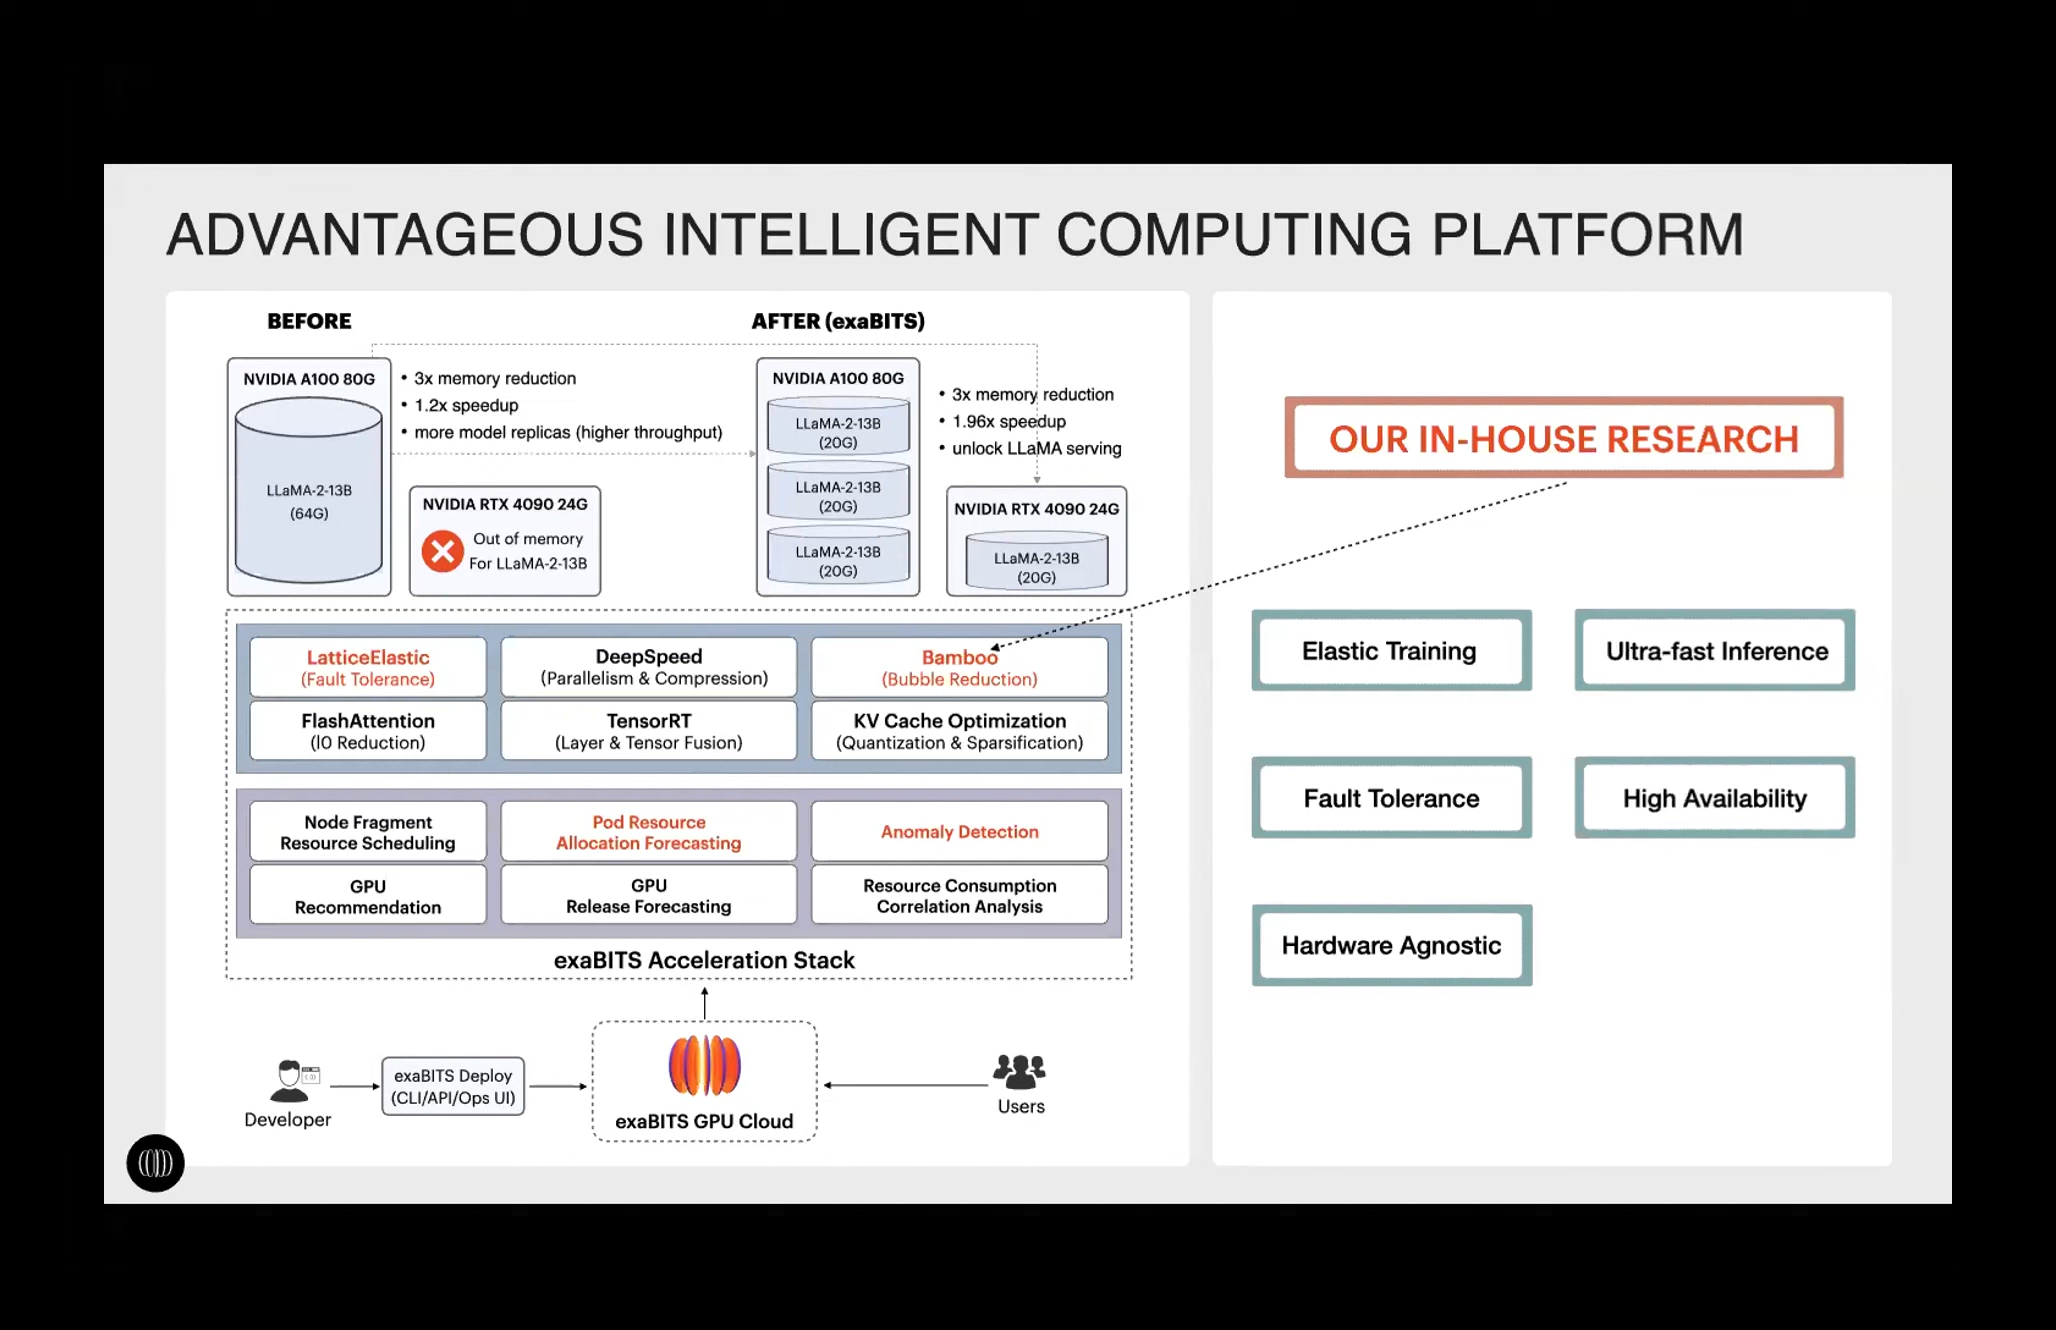 ADVANTAGEOUS INTELLIGENT COMPUTING PLATFORM
BEFORE
AFTER (exaBITS)
NVIDIA A100 80G
LLaMA-2-13B
(64G)
• 3x memory reduction
• 1.2x speedup
• more model replicas (higher throughput)
NVIDIA RTX 4090 24G
Out of memory
For LLaMA-2-13B
NVIDIA A100 80G
LLaMA-2-13B
(20G)
LLaMA-2-13B
(20G)
LLaMA-2-13B
(20G)
• 3x memory reduction
• 1.96x speedup
• unlock LLaMA serving
NVIDIA RTX 4090 24G
LLaMA-2-13B
(20G)
LatticeElastic
(Fault Tolerance)
DeepSpeed
(Parallelism & Compression)
Bamboo
(Bubble Reduction)
FlashAttention
(IO Reduction)
TensorRT
(Layer & Tensor Fusion)
KV Cache Optimization
(Quantization & Sparsification)
Node Fragment
Resource Scheduling
Pod Resource
Allocation Forecasting
Anomaly Detection
GPU
Recommendation
GPU
Release Forecasting
Resource Consumption
Correlation Analysis
exaBITS Acceleration Stack
Developer
exaBITS Deploy
(CLI/API/Ops UI)
exaBITS GPU Cloud
Users
OUR IN-HOUSE RESEARCH
Elastic Training
Ultra-fast Inference
Fault Tolerance
High Availability
Hardware Agnostic